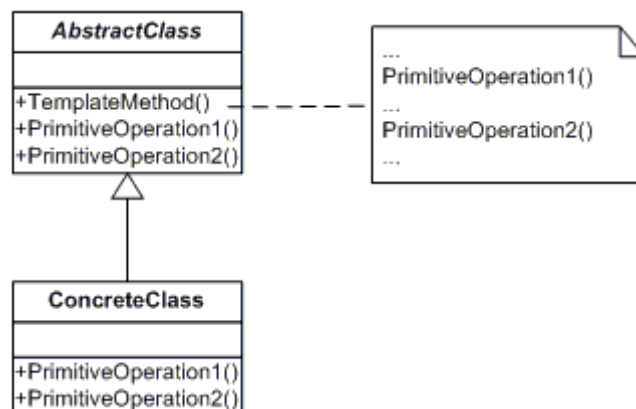 AbstractClass
+TemplateMethod()
+PrimitiveOperation1()
+PrimitiveOperation2()
...
PrimitiveOperation1()
...
PrimitiveOperation2()
...
ConcreteClass
+PrimitiveOperation1()
+PrimitiveOperation2()